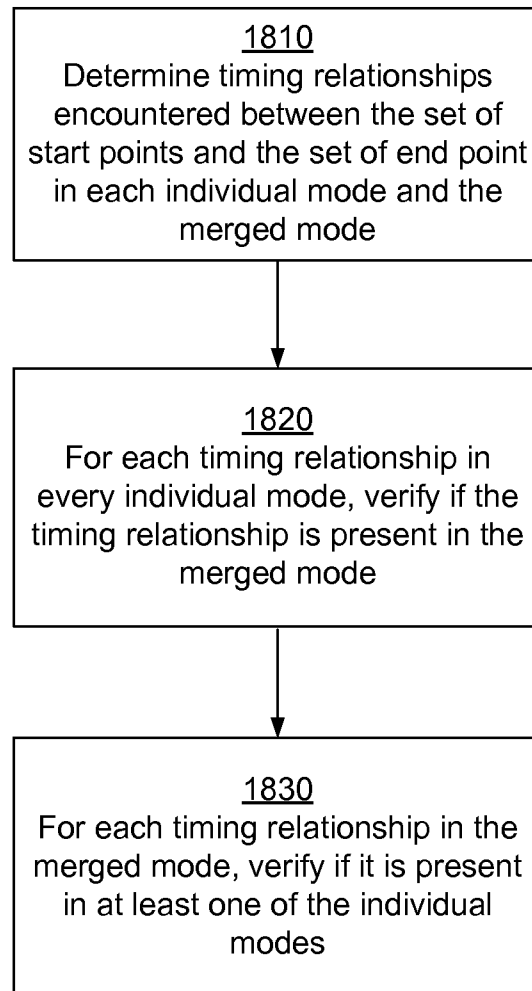 1810
Determine timing relationships
encountered between the set of
start points and the set of end point
in each individual mode and the
merged mode
1820
For each timing relationship in
every individual mode, verify if the
timing relationship is present in the
merged mode
1830
For each timing relationship in the
merged mode, verify if it is present
in at least one of the individual
modes